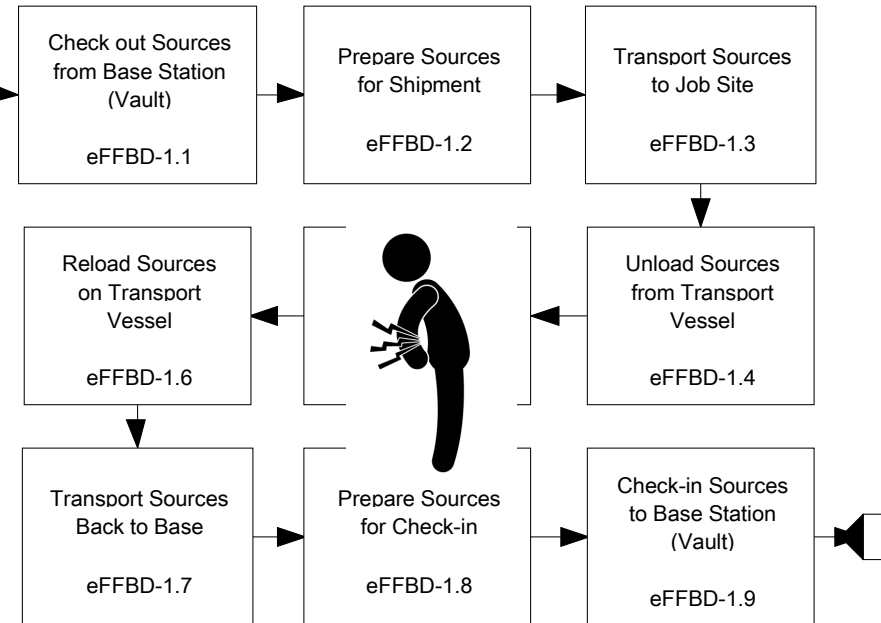 Check out Sources
from Base Station
(Vault)
eFFBD-1.1
Prepare Sources
for Shipment
eFFBD-1.2
Transport Sources
to Job Site
eFFBD-1.3
Reload Sources
on Transport
Vessel
eFFBD-1.6
Unload Sources
from Transport
Vessel
eFFBD-1.4
Transport Sources
Back to Base
eFFBD-1.7
Prepare Sources
for Check-in
eFFBD-1.8
Check-in Sources
to Base Station
(Vault)
eFFBD-1.9